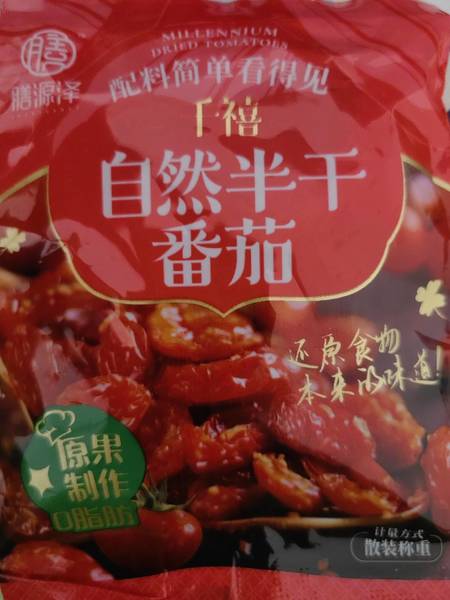 MILLENNIUM
DRIED TOMATOES
膳
膳源泽
配料简单看得见
千禧
自然半干
番茄
还原食物
本来的味道!
原果
制作
0脂肪
计量方式
散装称重